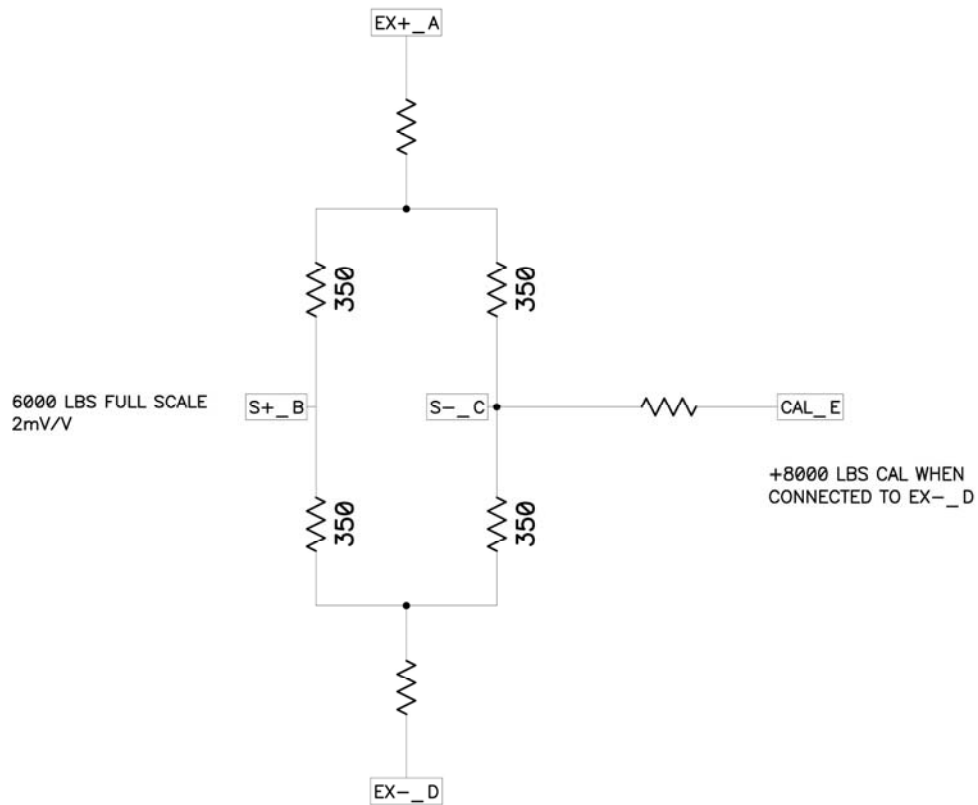 EX+_A
350
350
6000 LBS FULL SCALE
2mV/V
S+_B
S-_C
CAL_E
+8000 LBS CAL WHEN
CONNECTED TO EX-_D
350
350
EX-_D